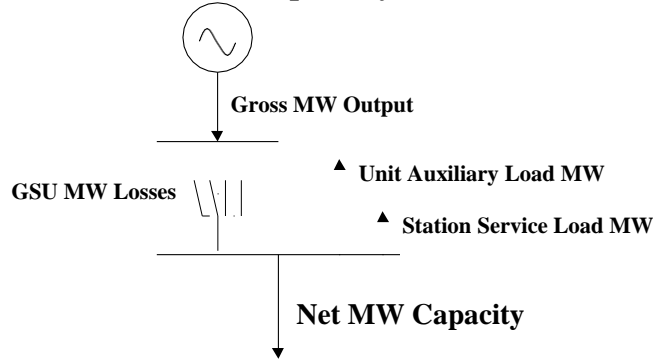 Gross MW Output
Unit Auxiliary Load MW
GSU MW Losses
Station Service Load MW
Net MW Capacity